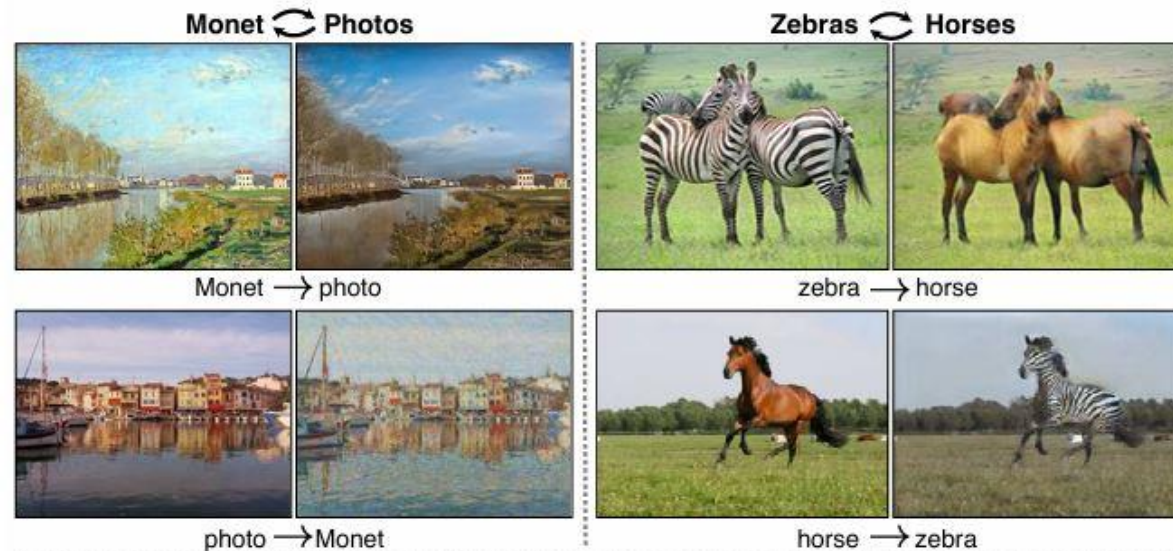 Monet Photos
Zebras Horses
Monet → photo
zebra → horse
photo → Monet
horse → zebra